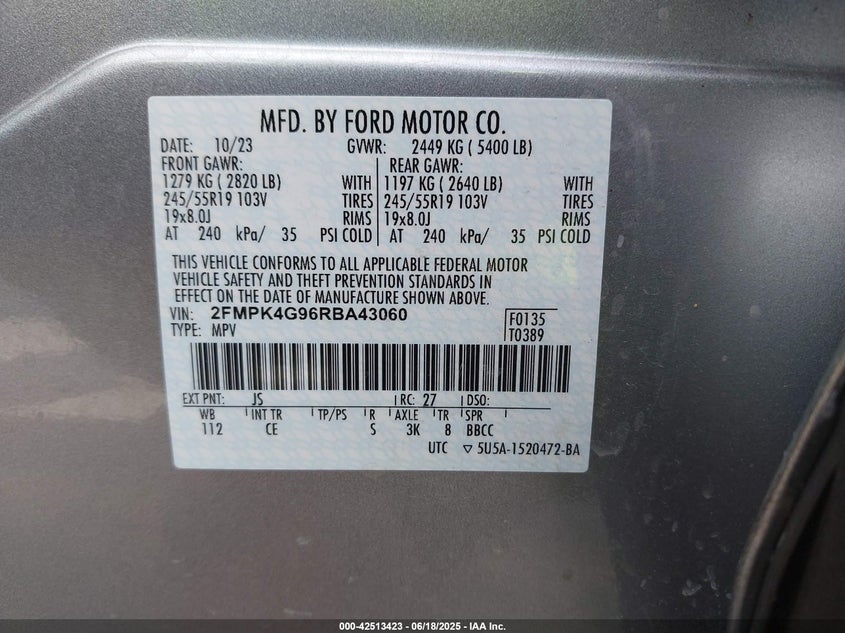 MFD. BY FORD MOTOR CO.
DATE: 10/23 GVWR: 2449 KG ( 5400 LB)
FRONT GAWR: REAR GAWR:
1279 KG ( 2820 LB) WITH 1197 KG ( 2640 LB) WITH
245/55R19 103V TIRES 245/55R19 103V TIRES
19x8.0J RIMS 19x8.0J RIMS
AT 240 kPa/ 35 PSI COLD AT 240 kPa/ 35 PSI COLD
THIS VEHICLE CONFORMS TO ALL APPLICABLE FEDERAL MOTOR
VEHICLE SAFETY AND THEFT PREVENTION STANDARDS IN
EFFECT ON THE DATE OF MANUFACTURE SHOWN ABOVE.
VIN: 2FMPK4G96RBA43060 F0135
TYPE: MPV T0389
EXT PNT: JS RC: 27 DSO:
WB INT TR TP/PS R AXLE TR SPR
112 CE S 3K 8 BBCC
UTC ▽ 5U5A-1520472-BA
000-42513423 - 06/18/2025 - IAA Inc.